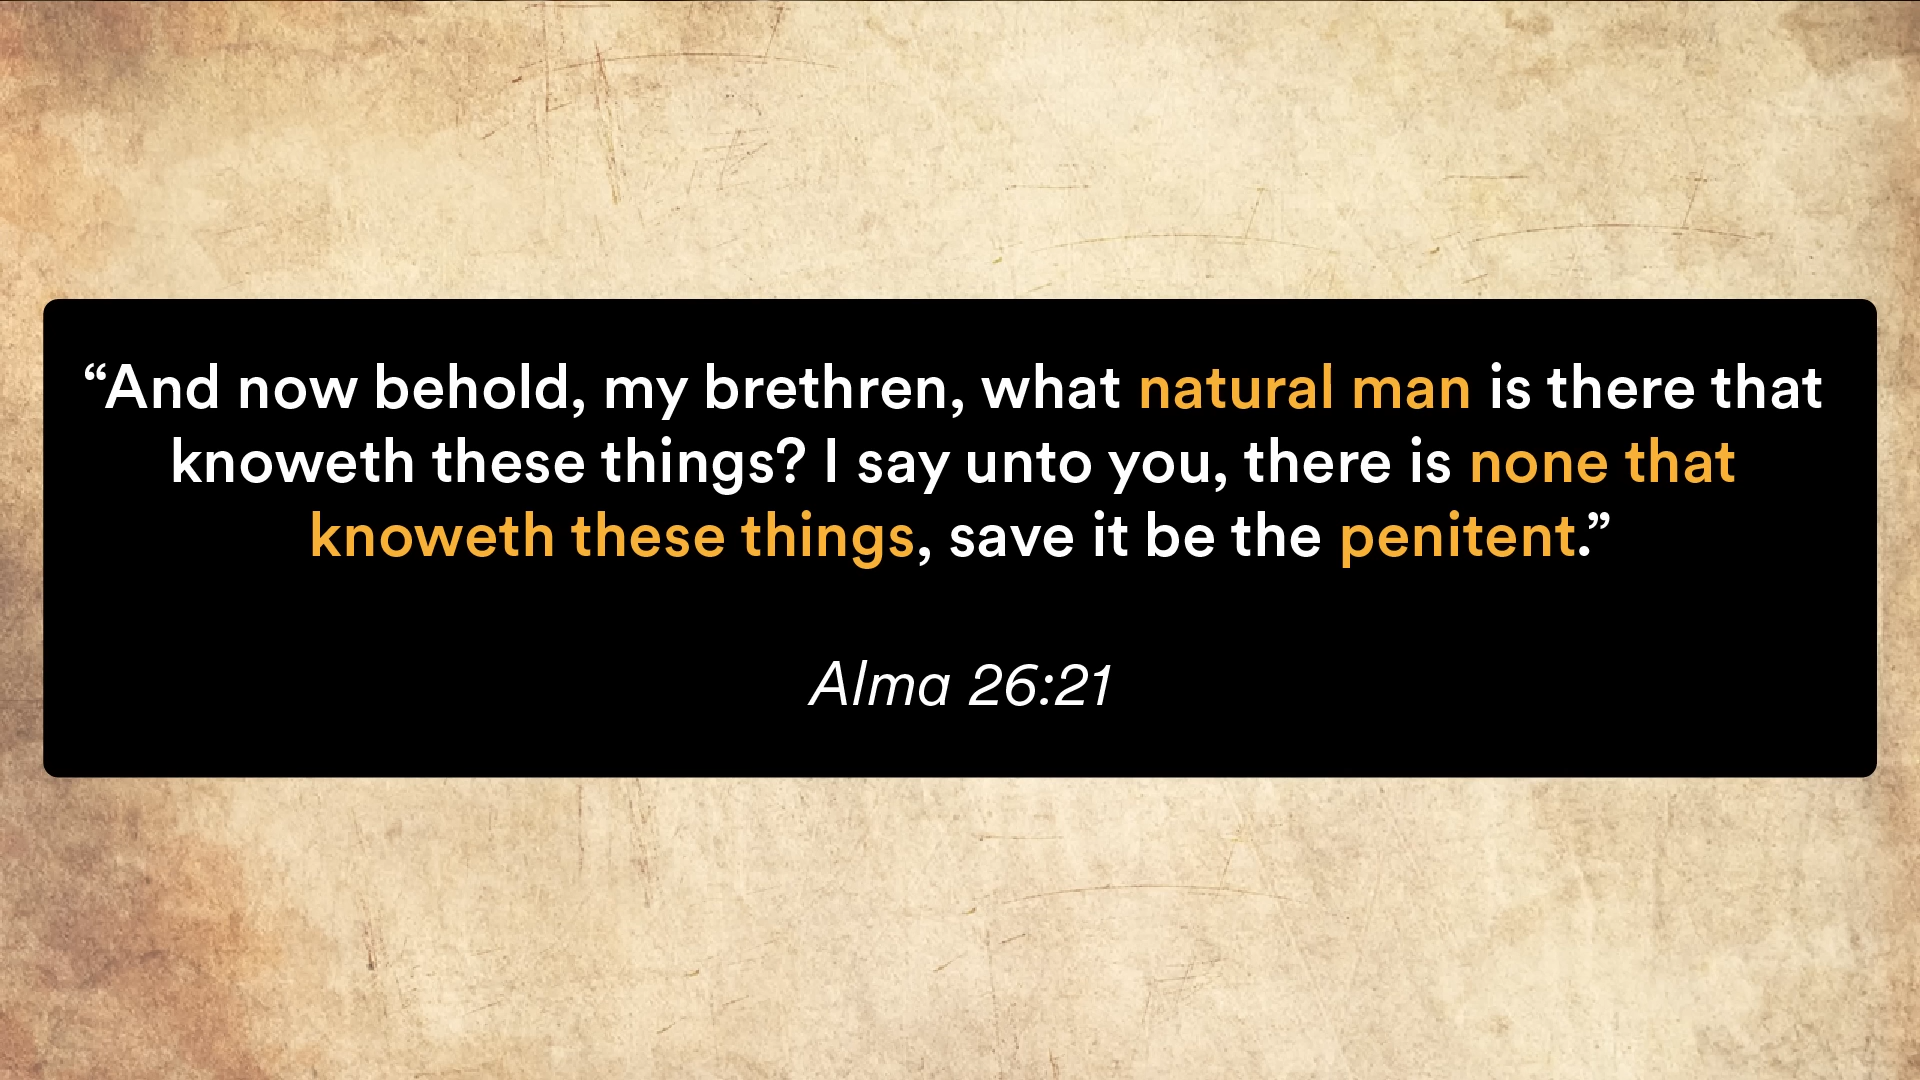 “And now behold, my brethren, what natural man is there that
knoweth these things? I say unto you, there is none that
knoweth these things, save it be the penitent.”
Alma 26:21